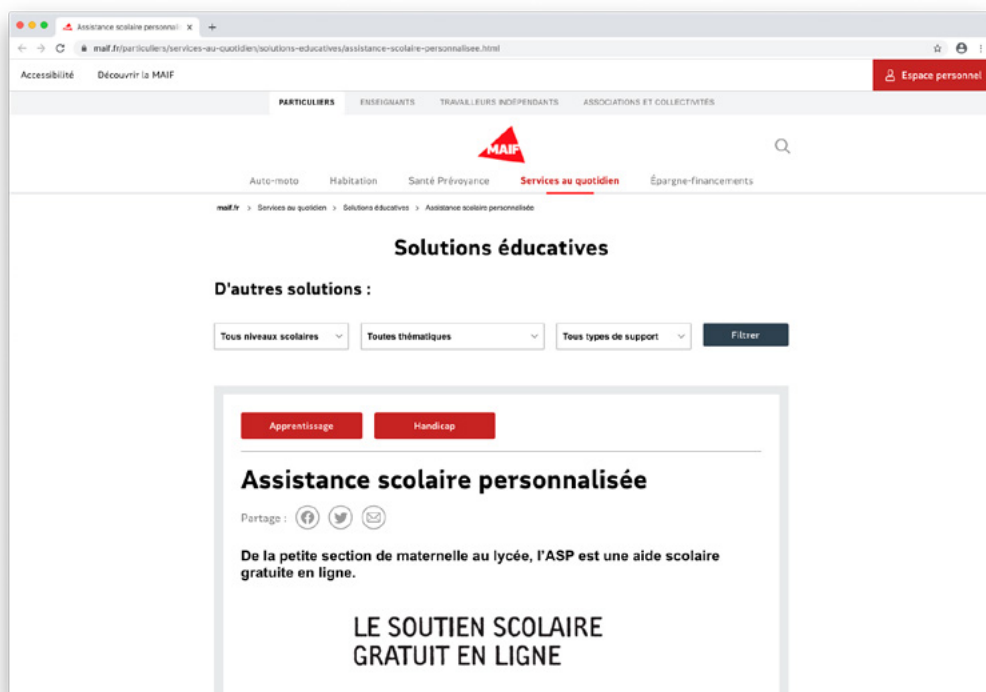 Assistance scolaire personnali
maif.fr/particuliers/services-au-quotidien/solutions-educatives/assistance-scolaire-personnalisee.html
Accessibilité Découvrir la MAIF Espace personnel
PARTICULIERS ENSEIGNANTS TRAVAILLEURS INDÉPENDANTS ASSOCIATIONS ET COLLECTIVITÉS
MAIF
Auto-moto Habitation Santé Prévoyance Services au quotidien Épargne-financements
maif.fr > Services au quotidien > Solutions éducatives > Assistance scolaire personnalisée
Solutions éducatives
D'autres solutions :
Tous niveaux scolaires Toutes thématiques Tous types de support Filtrer
Apprentissage Handicap
Assistance scolaire personnalisée
Partage :
De la petite section de maternelle au lycée, l'ASP est une aide scolaire
gratuite en ligne.
LE SOUTIEN SCOLAIRE
GRATUIT EN LIGNE